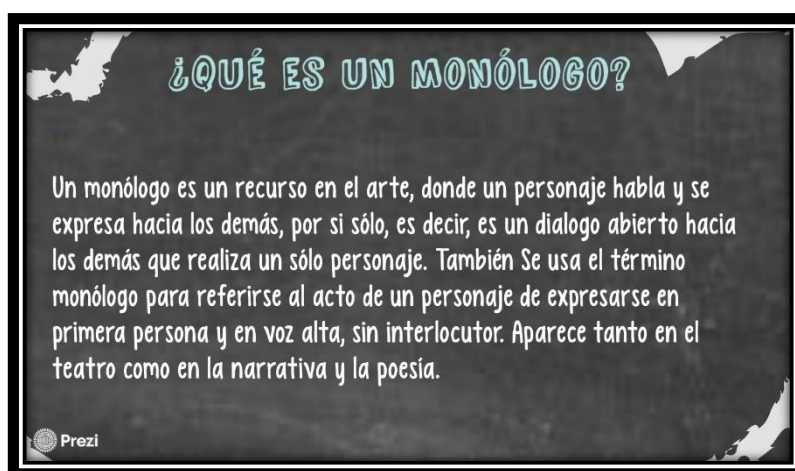 ¿QUÉ ES UN MONÓLOGO?
Un monólogo es un recurso en el arte, donde un personaje habla y se
expresa hacia los demás, por si sólo, es decir, es un dialogo abierto hacia
los demás que realiza un sólo personaje. También Se usa el término
monólogo para referirse al acto de un personaje de expresarse en
primera persona y en voz alta, sin interlocutor. Aparece tanto en el
teatro como en la narrativa y la poesía.
Prezi